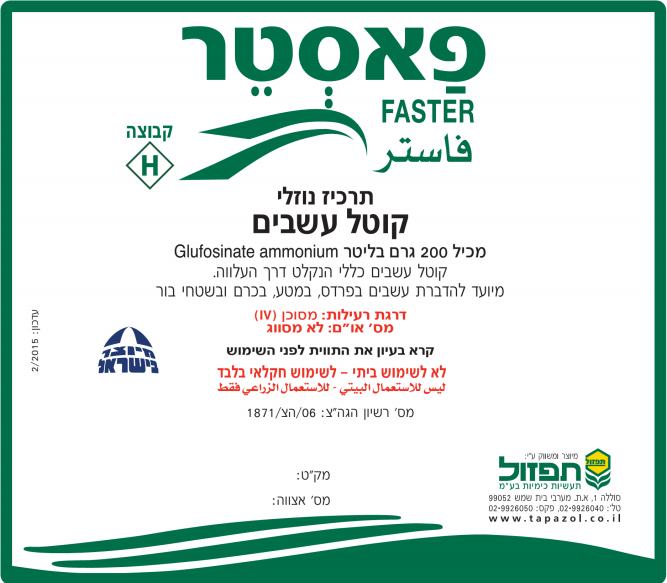 פַאסְטֵר
FASTER
فاستر
קבוצה
H
תרכיז נוזלי
קוטל עשבים
מכיל 200 גרם בליטר Glufosinate ammonium
קוטל עשבים כללי הנקלט דרך העלווה.
מיועד להדברת עשבים בפרדס, במטע, בכרם ובשטחי בור
דרגת רעילות: מסוכן (IV)
מס' או"ם: לא מסווג
קרא בעיון את התווית לפני השימוש
לא לשימוש ביתי – לשימוש חקלאי בלבד
ليس للاستعمال البيتي - للاستعمال الزراعي فقط
מס' רשיון הגה"צ: 06/הצ/1871
עדכון: 2/2015
מיוצר
בישראל
מק"ט:
מס' אצווה:
מיוצר ומשווק ע"י:
תפזול
תפזול
תעשיות כימיות בע"מ
סוללה 1, א.ת. מערבי בית שמש 99052
טל': 02-9926040, פקס: 02-9926050
www.tapazol.co.il